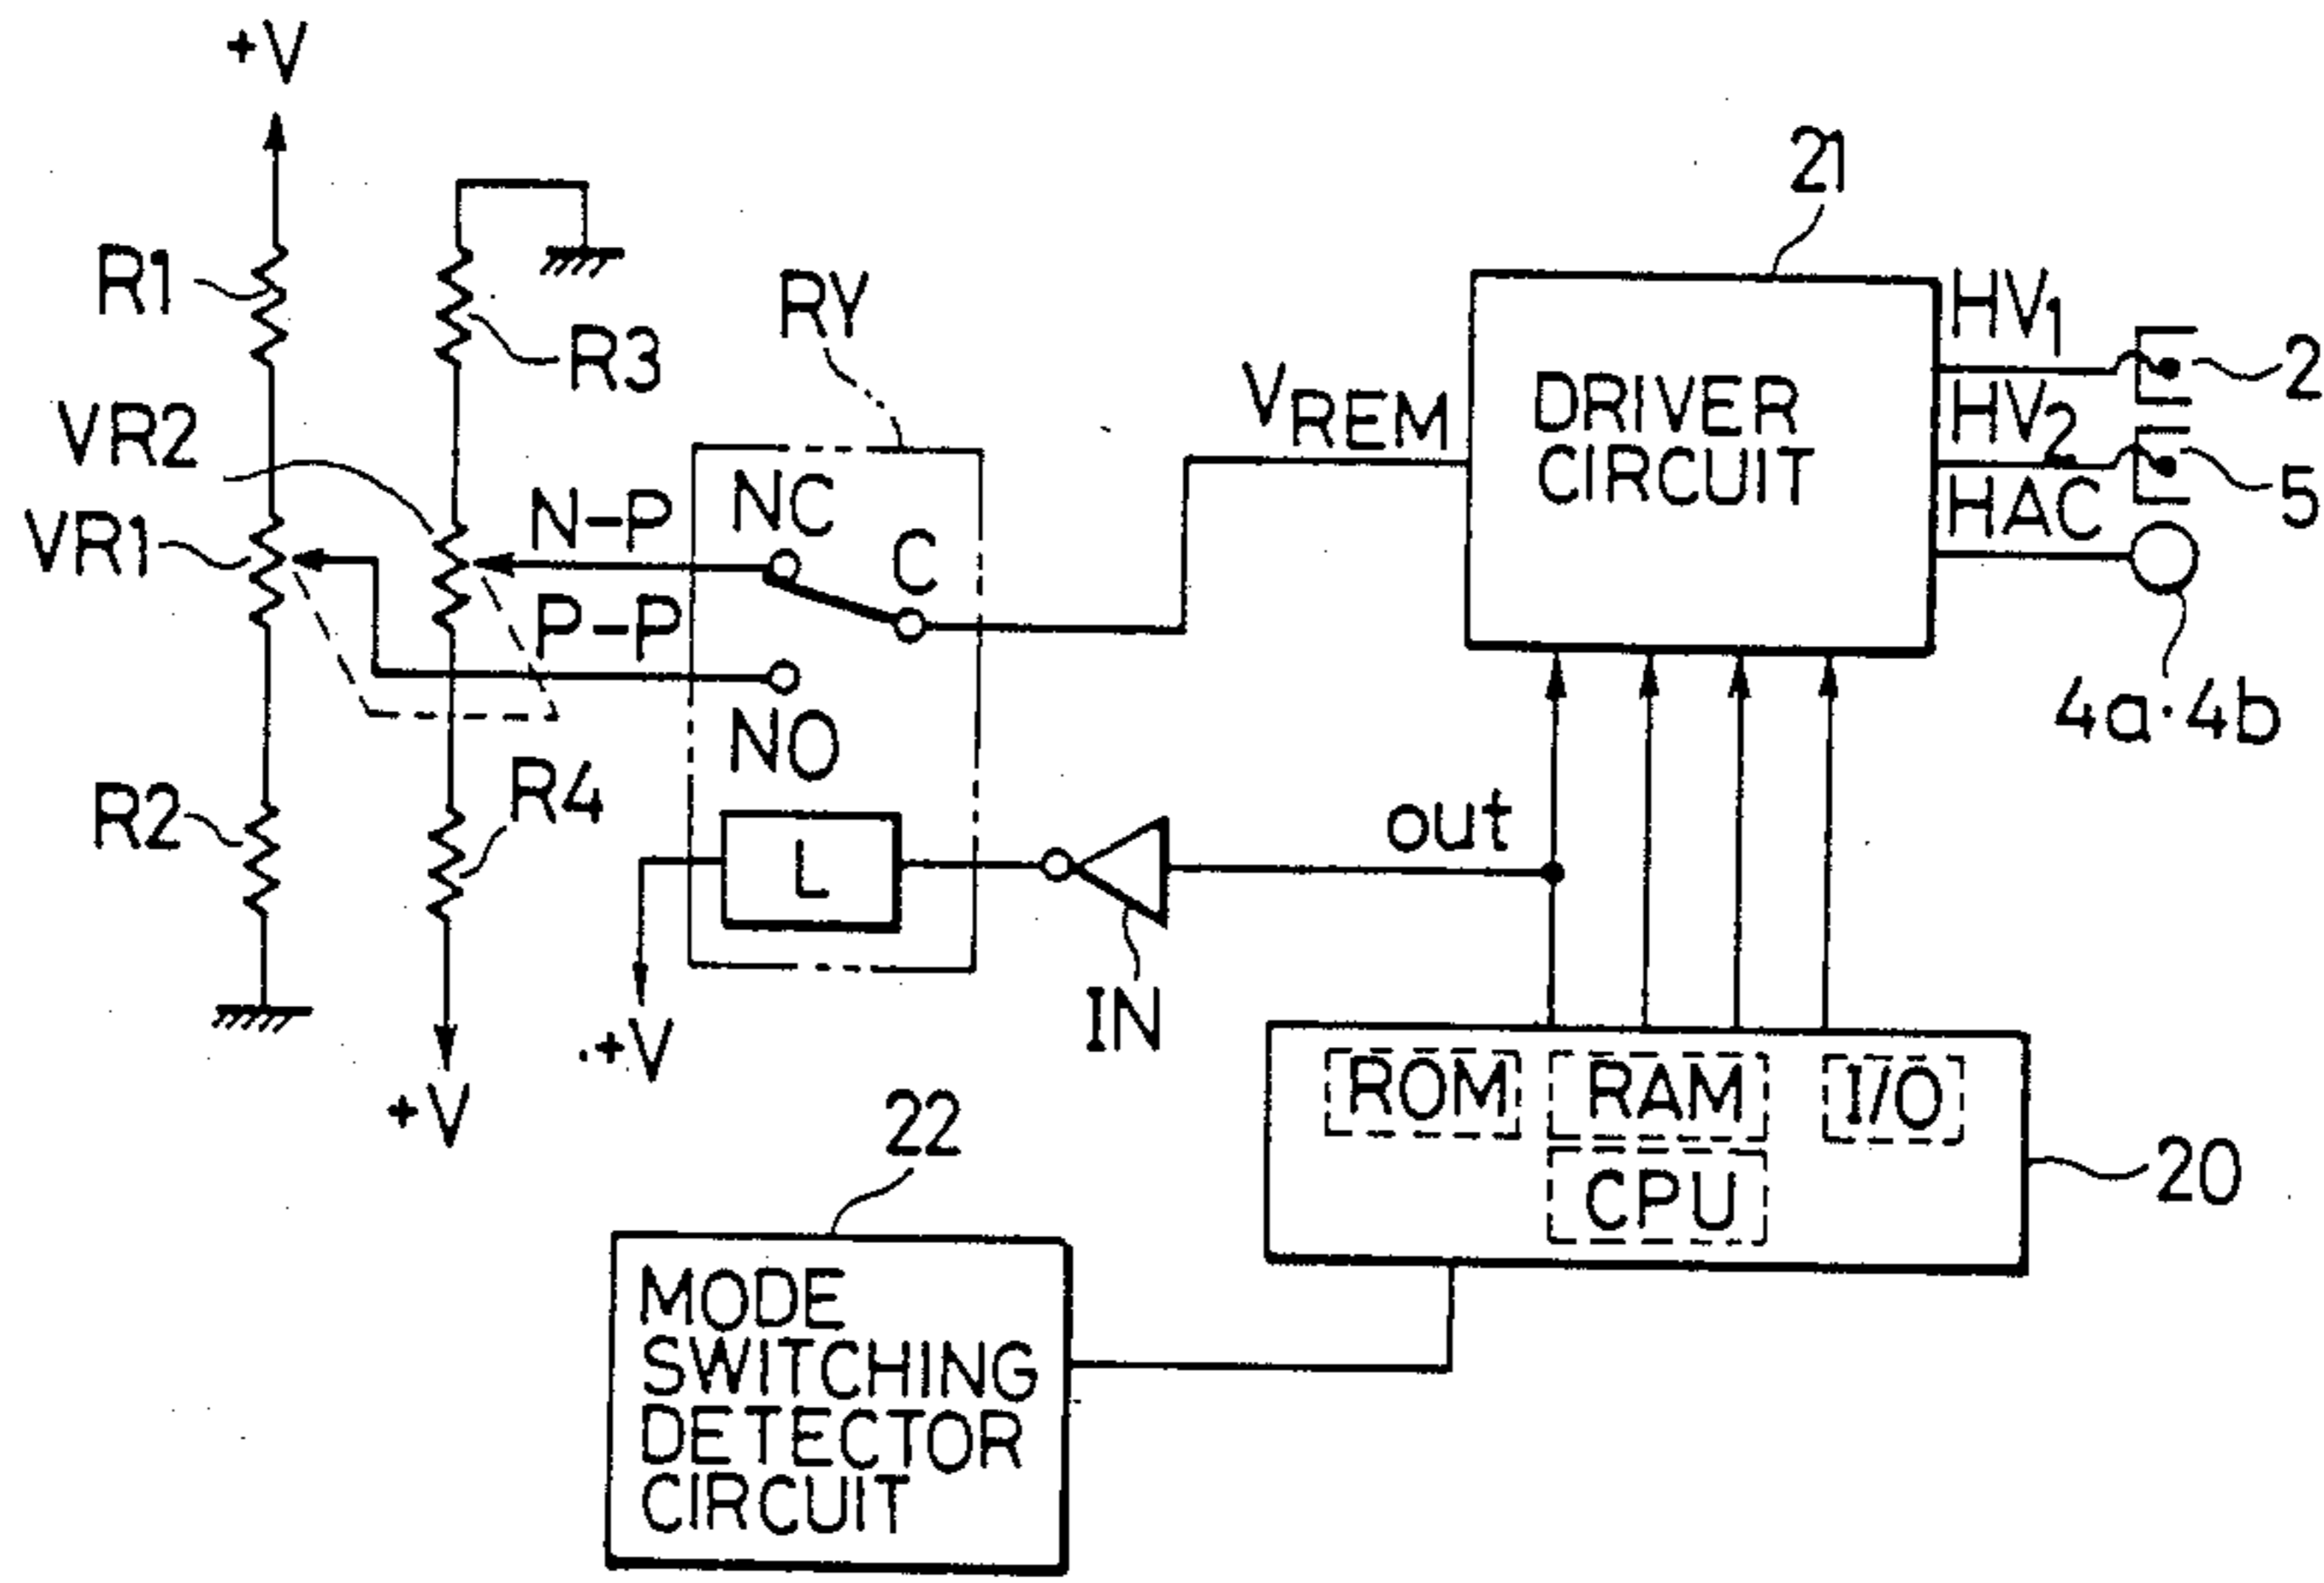 +V
21
R1
R3
RY
HV1
2
VREM
DRIVER
CIRCUIT
HV2
5
VR2
VR1
N-P
NC
C
HAC
P-P
NO
4a·4b
R2
R4
L
out
IN
+V
+V
ROM
RAM
I/O
CPU
20
22
MODE
SWITCHING
DETECTOR
CIRCUIT